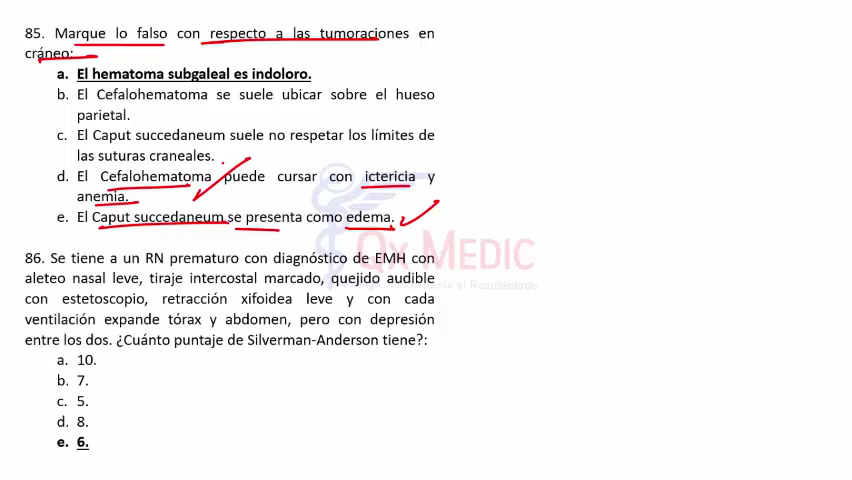 85. Marque lo falso con respecto a las tumoraciones en
cráneo:
a. El hematoma subgaleal es indoloro.
b. El Cefalohematoma se suele ubicar sobre el hueso
parietal.
c. El Caput succedaneum suele no respetar los límites de
las suturas craneales.
d. El Cefalohematoma puede cursar con ictericia y
anemia.
e. El Caput succedaneum se presenta como edema.
86. Se tiene a un RN prematuro con diagnóstico de EMH con
aleteo nasal leve, tiraje intercostal marcado, quejido audible
con estetoscopio, retracción xifoidea leve y con cada
ventilación expande tórax y abdomen, pero con depresión
entre los dos. ¿Cuánto puntaje de Silverman-Anderson tiene?:
a. 10.
b. 7.
c. 5.
d. 8.
e. 6.
Qx MEDIC